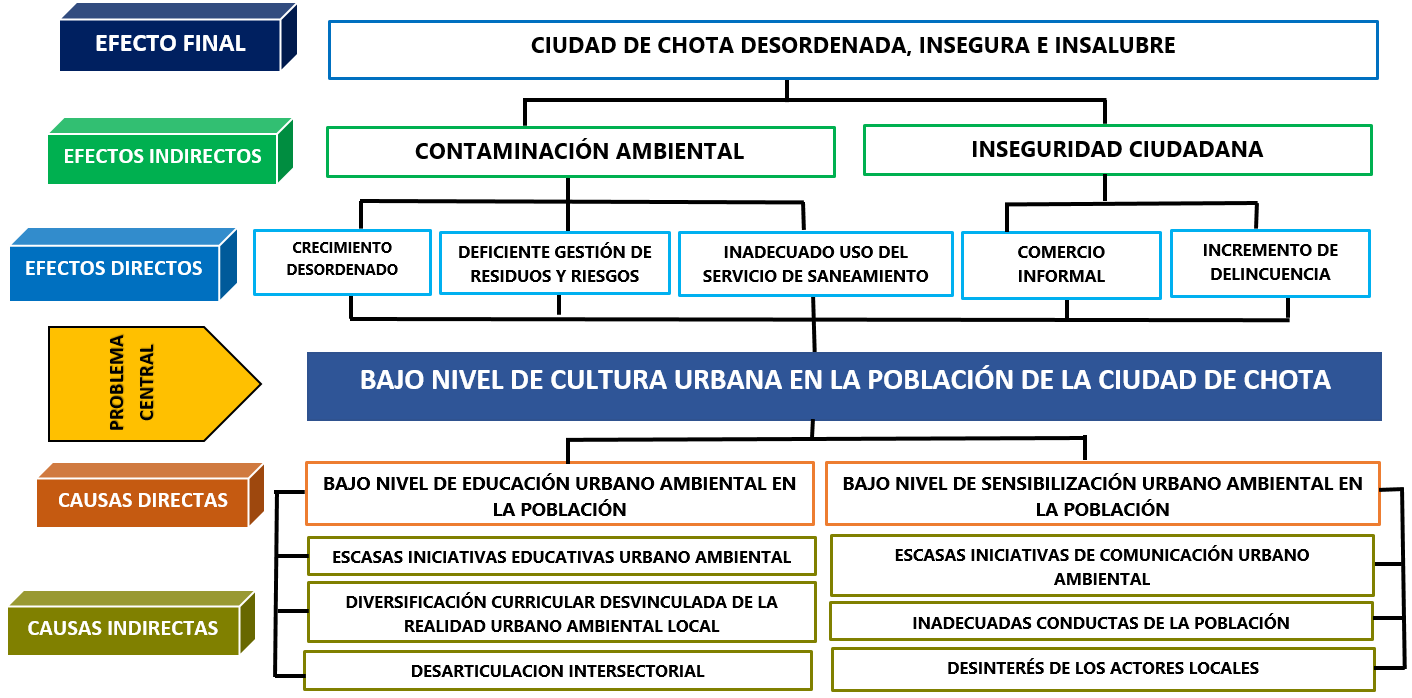 EFECTO FINAL
CIUDAD DE CHOTA DESORDENADA, INSEGURA E INSALUBRE
EFECTOS INDIRECTOS
CONTAMINACIÓN AMBIENTAL
INSEGURIDAD CIUDADANA
EFECTOS DIRECTOS
CRECIMIENTO
DESORDENADO
DEFICIENTE GESTIÓN DE
RESIDUOS Y RIESGOS
INADECUADO USO DEL
SERVICIO DE SANEAMIENTO
COMERCIO
INFORMAL
INCREMENTO DE
DELINCUENCIA
PROBLEMA
CENTRAL
BAJO NIVEL DE CULTURA URBANA EN LA POBLACIÓN DE LA CIUDAD DE CHOTA
CAUSAS DIRECTAS
BAJO NIVEL DE EDUCACIÓN URBANO AMBIENTAL EN
LA POBLACIÓN
BAJO NIVEL DE SENSIBILIZACIÓN URBANO AMBIENTAL EN
LA POBLACIÓN
CAUSAS INDIRECTAS
ESCASAS INICIATIVAS EDUCATIVAS URBANO AMBIENTAL
DIVERSIFICACIÓN CURRICULAR DESVINCULADA DE LA
REALIDAD URBANO AMBIENTAL LOCAL
DESARTICULACION INTERSECTORIAL
ESCASAS INICIATIVAS DE COMUNICACIÓN URBANO
AMBIENTAL
INADECUADAS CONDUCTAS DE LA POBLACIÓN
DESINTERÉS DE LOS ACTORES LOCALES